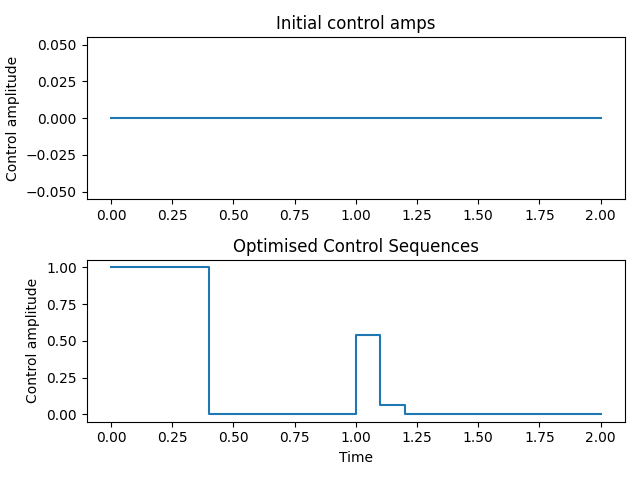 Initial control amps
Control amplitude
0.050
0.025
0.000
−0.025
−0.050
0.00 0.25 0.50 0.75 1.00 1.25 1.50 1.75 2.00
Optimised Control Sequences
Control amplitude
1.00
0.75
0.50
0.25
0.00
0.00 0.25 0.50 0.75 1.00 1.25 1.50 1.75 2.00
Time